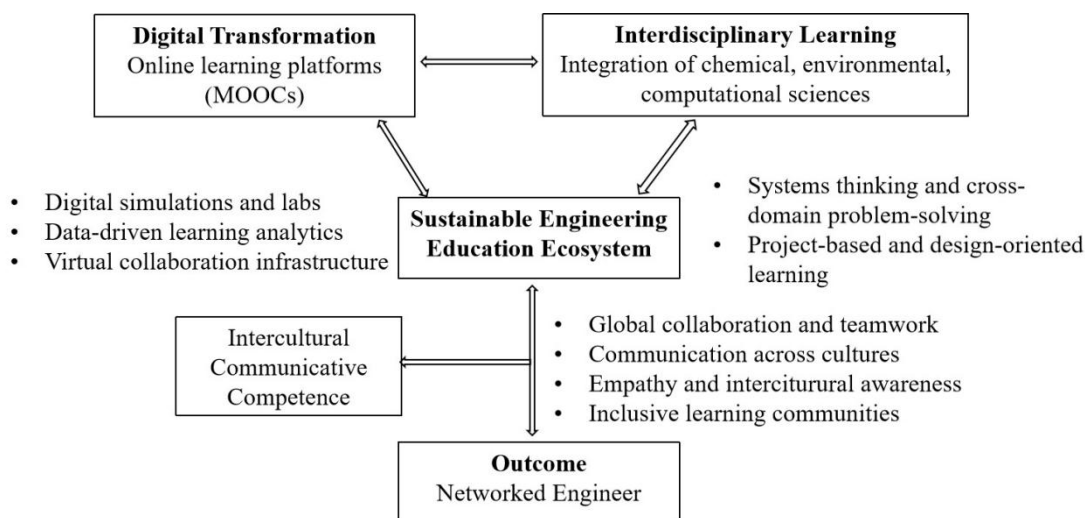 Digital Transformation
Online learning platforms
(MOOCs)
Interdisciplinary Learning
Integration of chemical, environmental,
computational sciences
• Digital simulations and labs
• Data-driven learning analytics
• Virtual collaboration infrastructure
Sustainable Engineering
Education Ecosystem
• Systems thinking and cross-
domain problem-solving
• Project-based and design-oriented
learning
Intercultural
Communicative
Competence
• Global collaboration and teamwork
• Communication across cultures
• Empathy and interciturural awareness
• Inclusive learning communities
Outcome
Networked Engineer